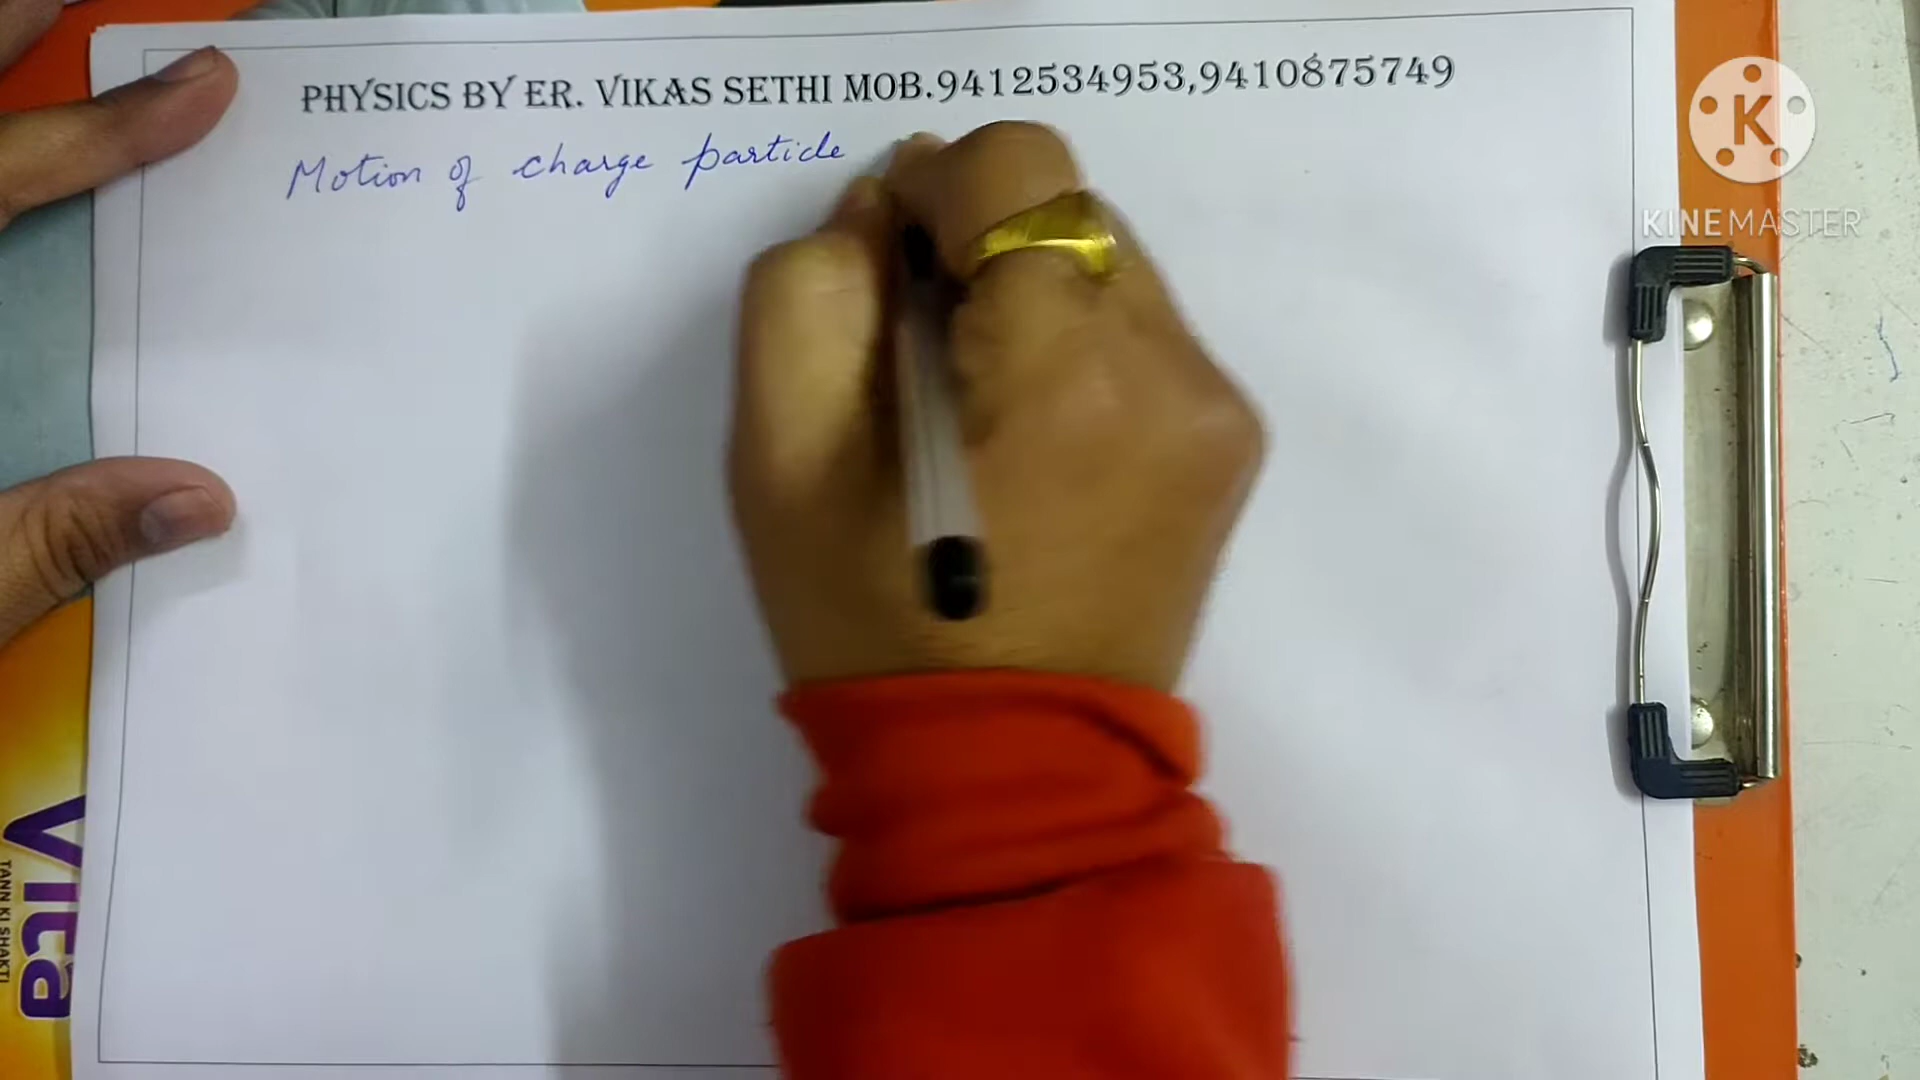 PHYSICS BY ER. VIKAS SETHI MOB.9412534953,9410875749
Motion of charge particle
K
KINEMASTER
Vita
TANN KI SHAKTI